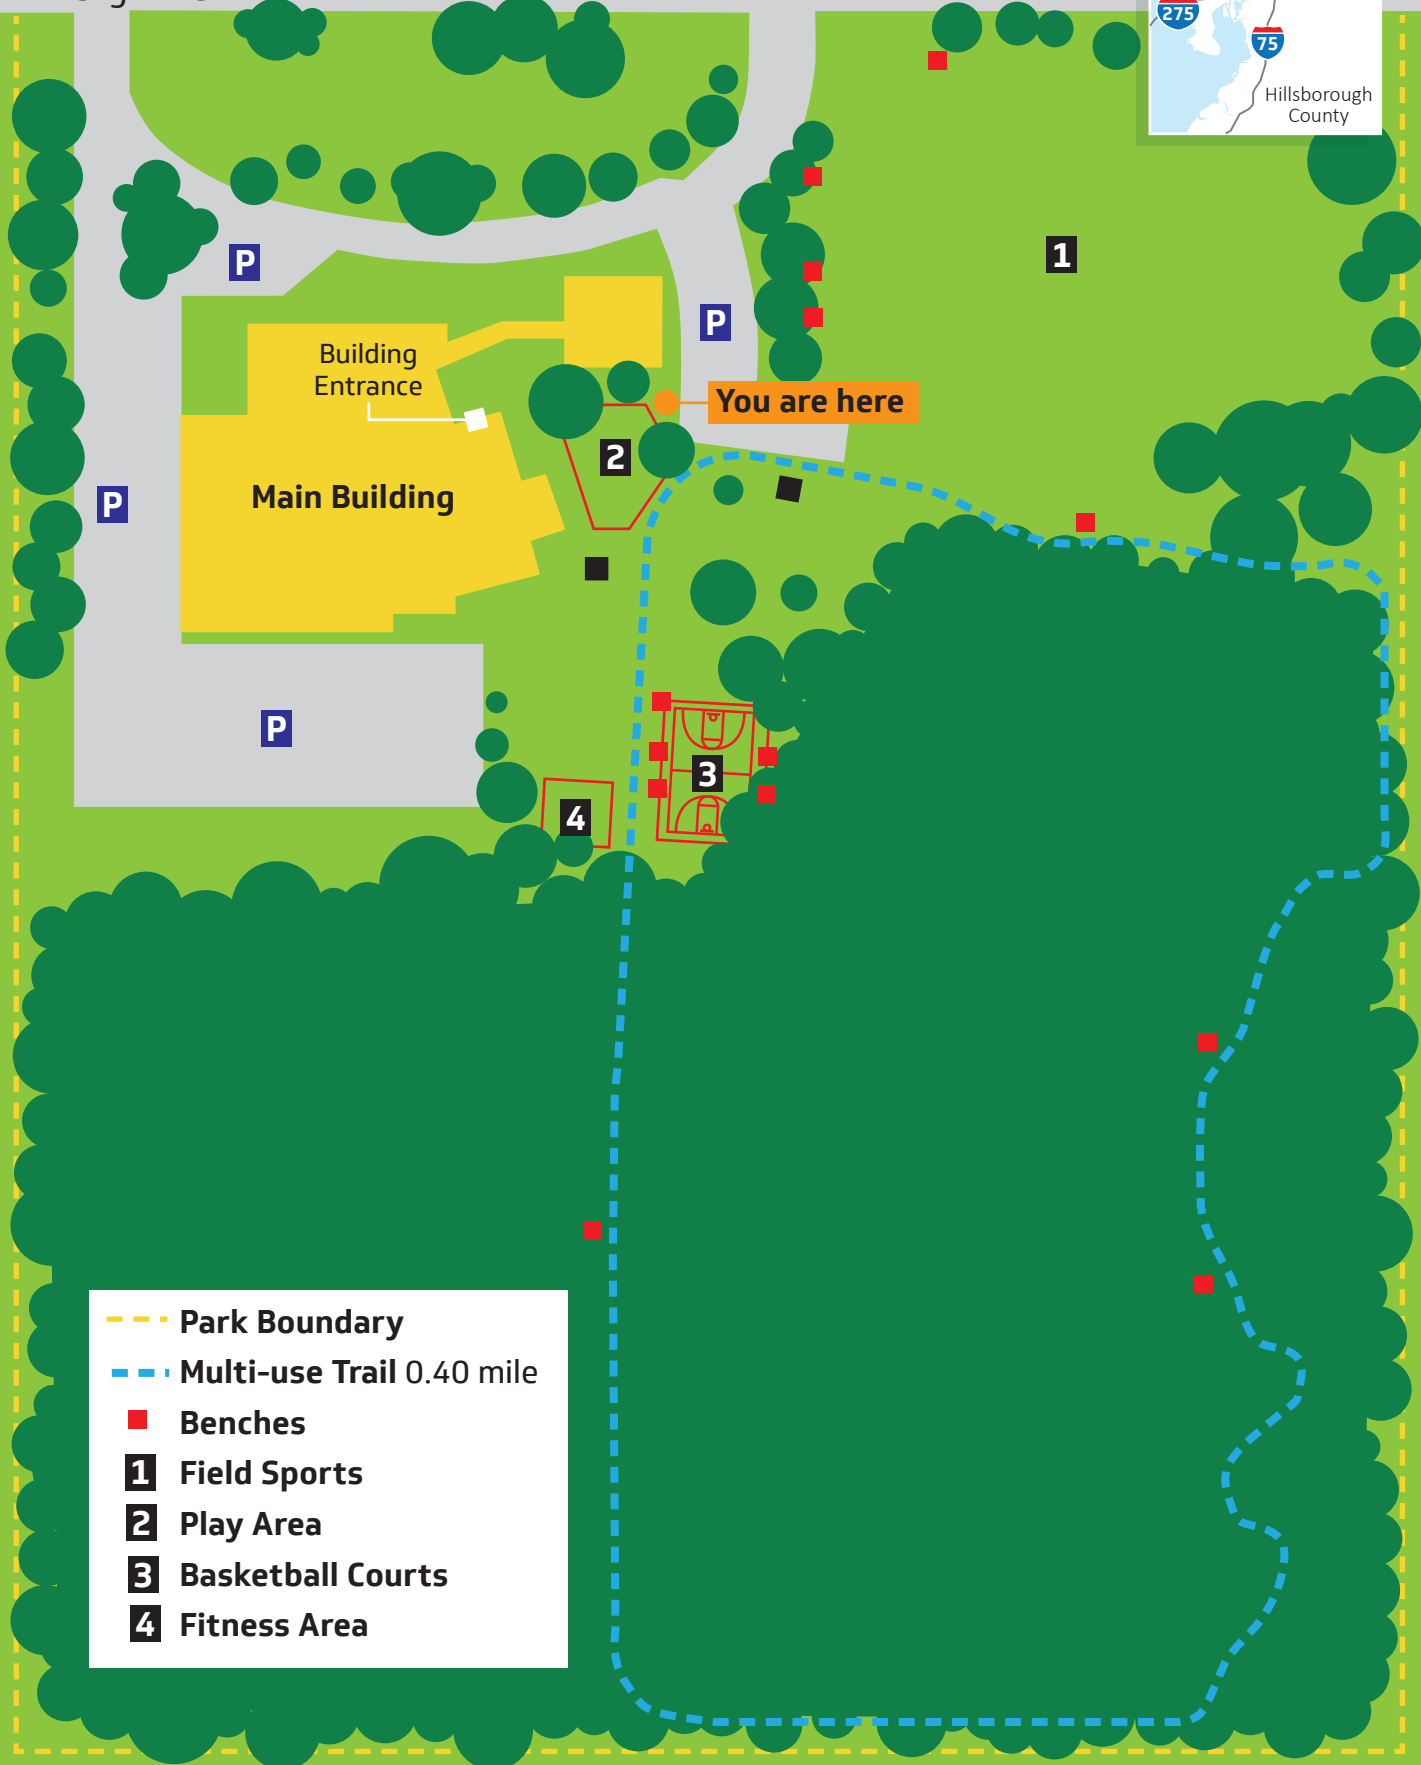 275
75
Hillsborough
County
1
P
P
Building
Entrance
You are here
2
Main Building
P
P
3
4
Park Boundary
Multi-use Trail 0.40 mile
Benches
1 Field Sports
2 Play Area
3 Basketball Courts
4 Fitness Area